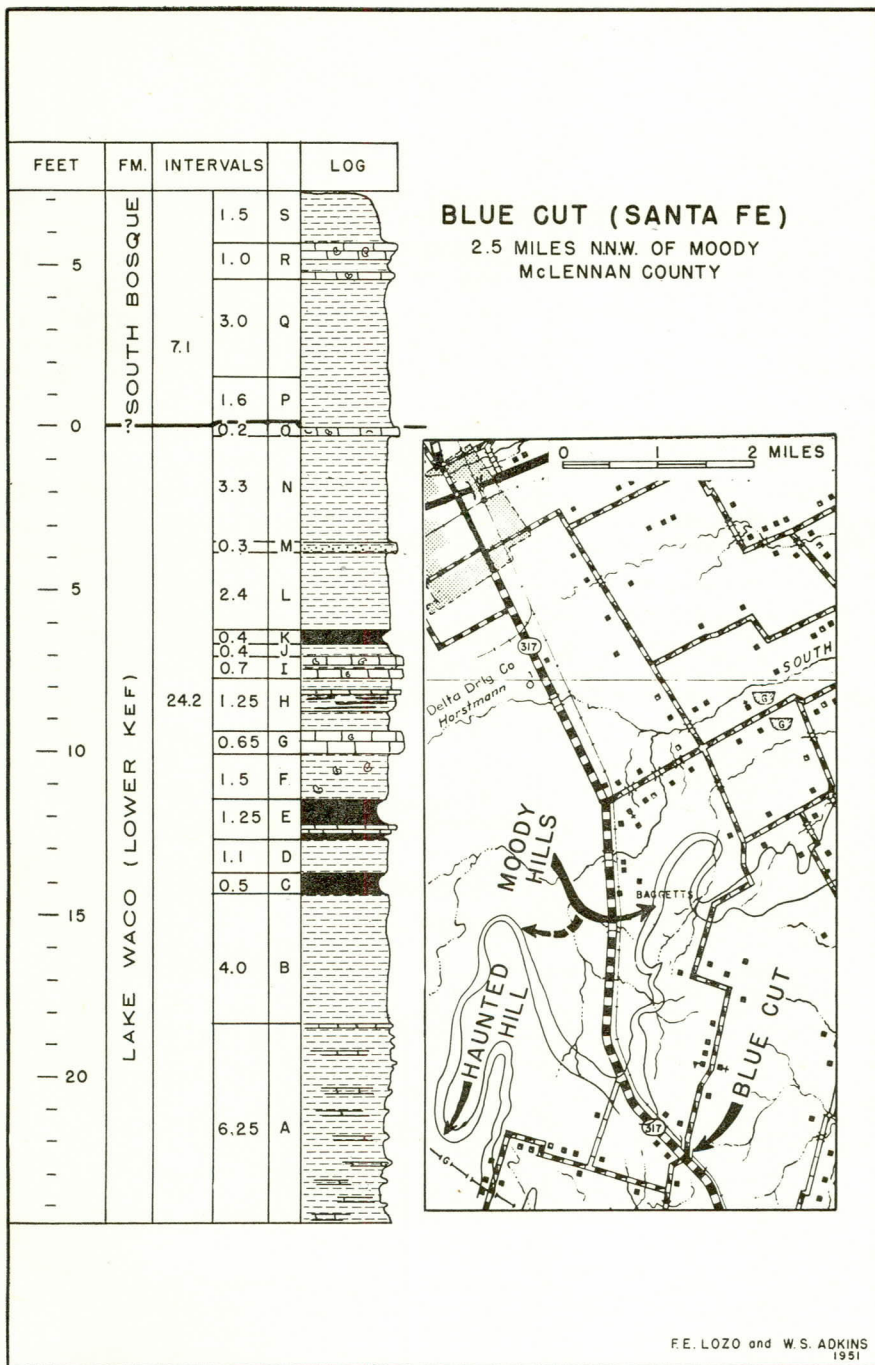 FEET FM. INTERVALS LOG
SOUTH BOSQUE
LAKE WACO (LOWER KEF)
?
7.1
24.2
5
0
5
10
15
20
1.5 S
1.0 R
3.0 Q
1.6 P
0.2 O
3.3 N
0.3 M
2.4 L
0.4 K
0.4 J
0.7 I
1.25 H
0.65 G
1.5 F
1.25 E
1.1 D
0.5 C
4.0 B
6.25 A
BLUE CUT (SANTA FE)
2.5 MILES N.N.W. OF MOODY
McLENNAN COUNTY
0 1 2 MILES
317
SOUTH
Delta Drlg Co
Horstmann
G
G
MOODY
HILLS
BAGGETTS
HAUNTED
HILL
BLUE CUT
317
G
F.E. LOZO and W.S. ADKINS
1951